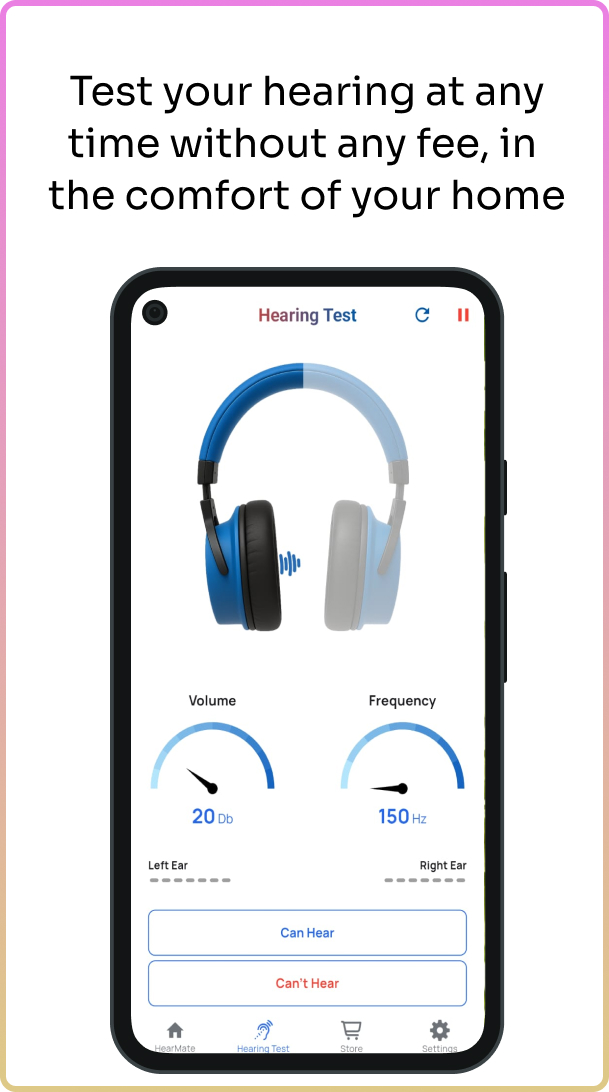 Test your hearing at any
time without any fee, in
the comfort of your home
Hearing Test
Volume
Frequency
20 Db
150 Hz
Left Ear
Right Ear
Can Hear
Can't Hear
HearMate
Hearing Test
Store
Settings